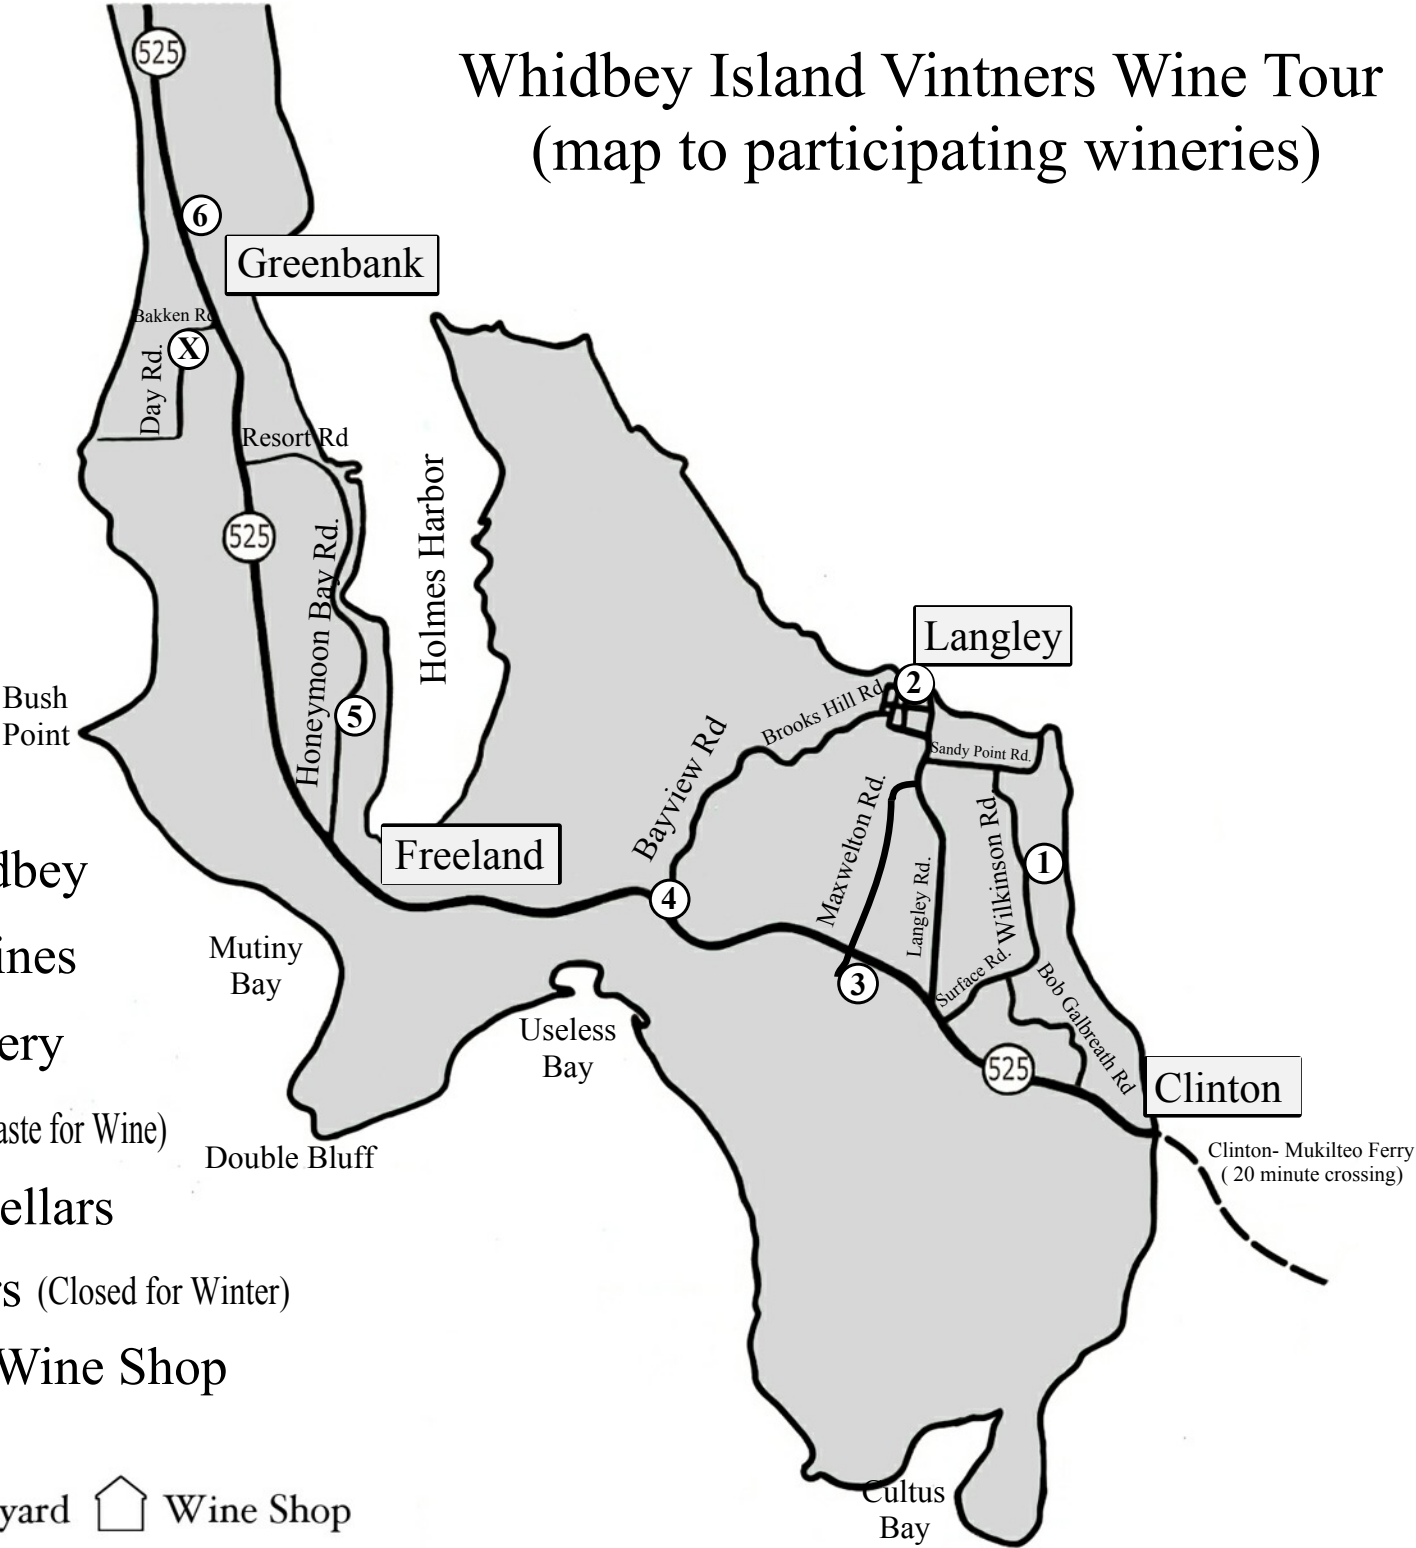 Whidbey Island Vintners Wine Tour
(map to participating wineries)
525
6
Greenbank
Bakken Rd
X
Day Rd.
Resort Rd
525
Honeymoon Bay Rd.
Holmes Harbor
5
Bush
Point
Freeland
Langley
2
Brooks Hill Rd
Bayview Rd
Sandy Point Rd.
Maxwelton Rd.
Langley Rd.
Wilkinson Rd.
1
4
3
Surface Rd.
Bob Galbreath Rd
525
Clinton
Clinton- Mukilteo Ferry
( 20 minute crossing)
Mutiny
Bay
Useless
Bay
Double Bluff
Cultus
Bay
dbey
ines
ery
aste for Wine)
ellars
rs (Closed for Winter)
Wine Shop
yard Wine Shop